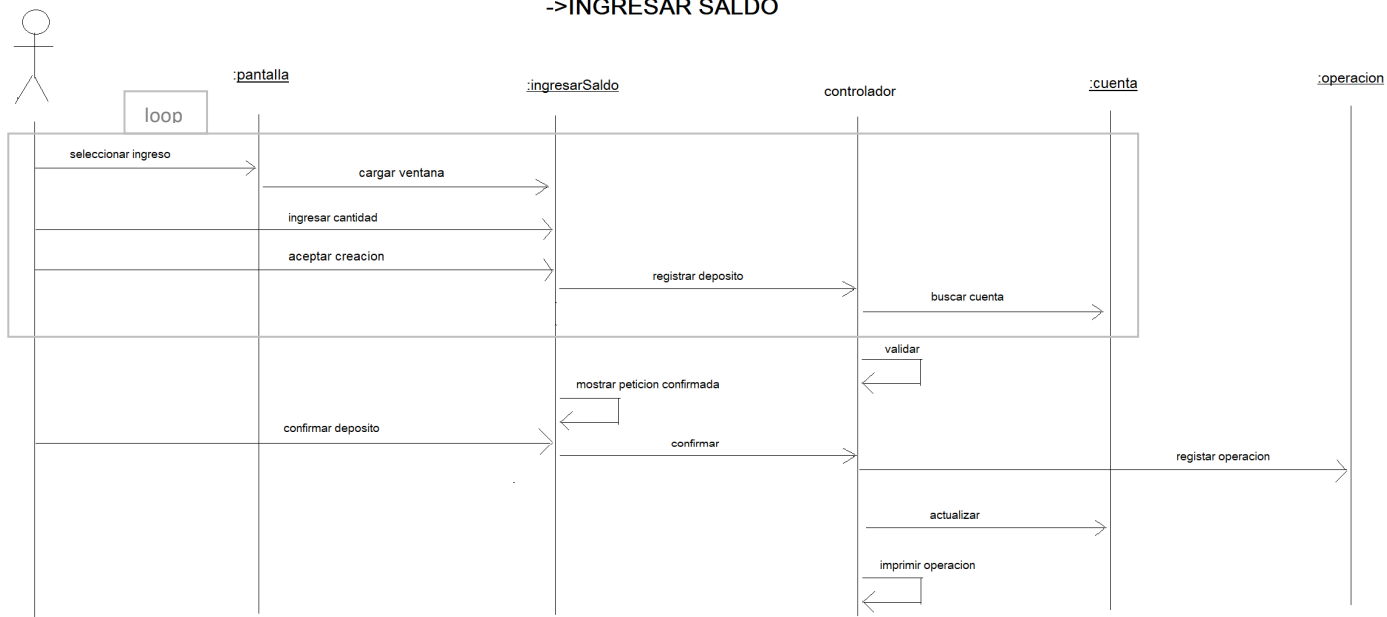 ->INGRESAR SALDO
:pantalla
:ingresarSaldo
controlador
:cuenta
:operacion
loop
seleccionar ingreso
cargar ventana
ingresar cantidad
aceptar creacion
registrar deposito
buscar cuenta
validar
mostrar peticion confirmada
confirmar deposito
confirmar
registar operacion
actualizar
imprimir operacion